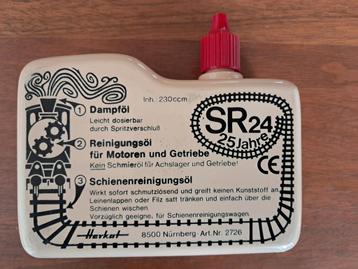 Inh.: 230ccm
① Dampföl
Leicht dosierbar
durch Spritzverschluß
② Reinigungsöl
für Motoren und Getriebe
Kein Schmieröl für Achslager und Getriebe!
③ Schienenreinigungsöl
Wirkt sofort schmutzlösend und greift keinen Kunststoff an.
Leinenlappen oder Filz satt tränken und einfach über die
Schienen wischen.
Vorzüglich geeignet, für Schienenreinigungswagen.
SR24
25 Jahre
CE
Herkat
8500 Nürnberg · Art. Nr. 2726